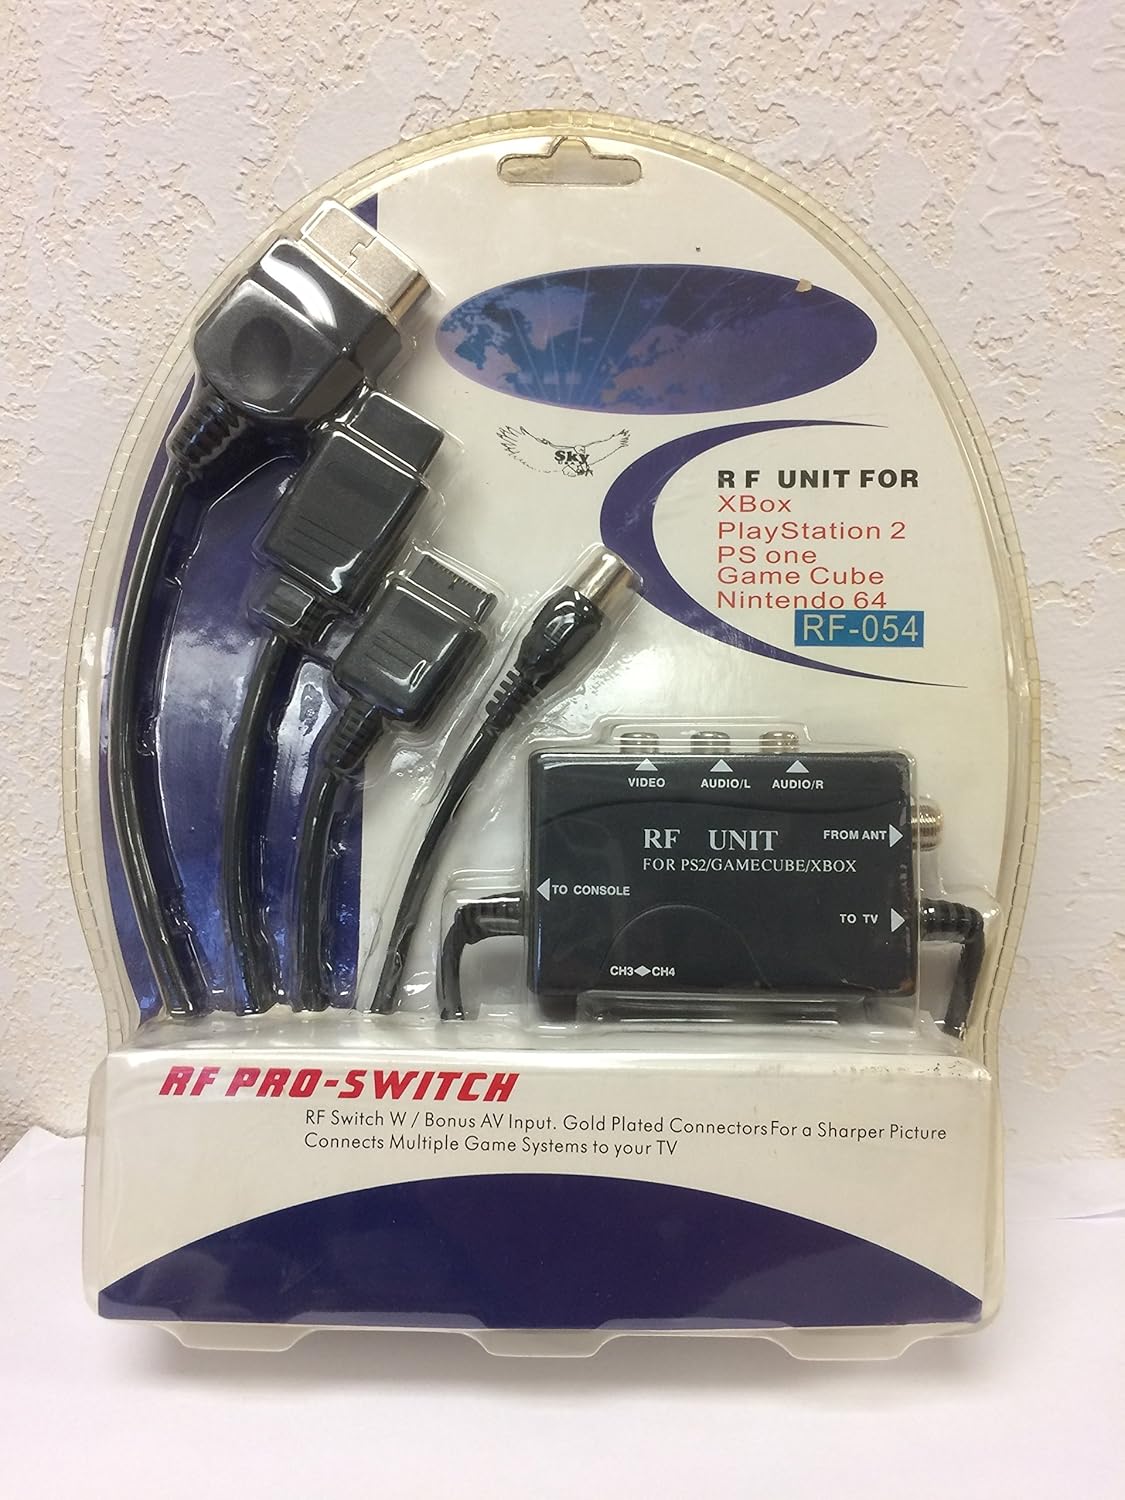 Sky
RF UNIT FOR
XBox
PlayStation 2
PS one
Game Cube
Nintendo 64
RF-054
VIDEO AUDIO/L AUDIO/R
RF UNIT
FROM ANT
FOR PS2/GAMECUBE/XBOX
TO CONSOLE
TO TV
CH3 CH4
RF PRO-SWITCH
RF Switch W / Bonus AV Input. Gold Plated Connectors For a Sharper Picture
Connects Multiple Game Systems to your TV